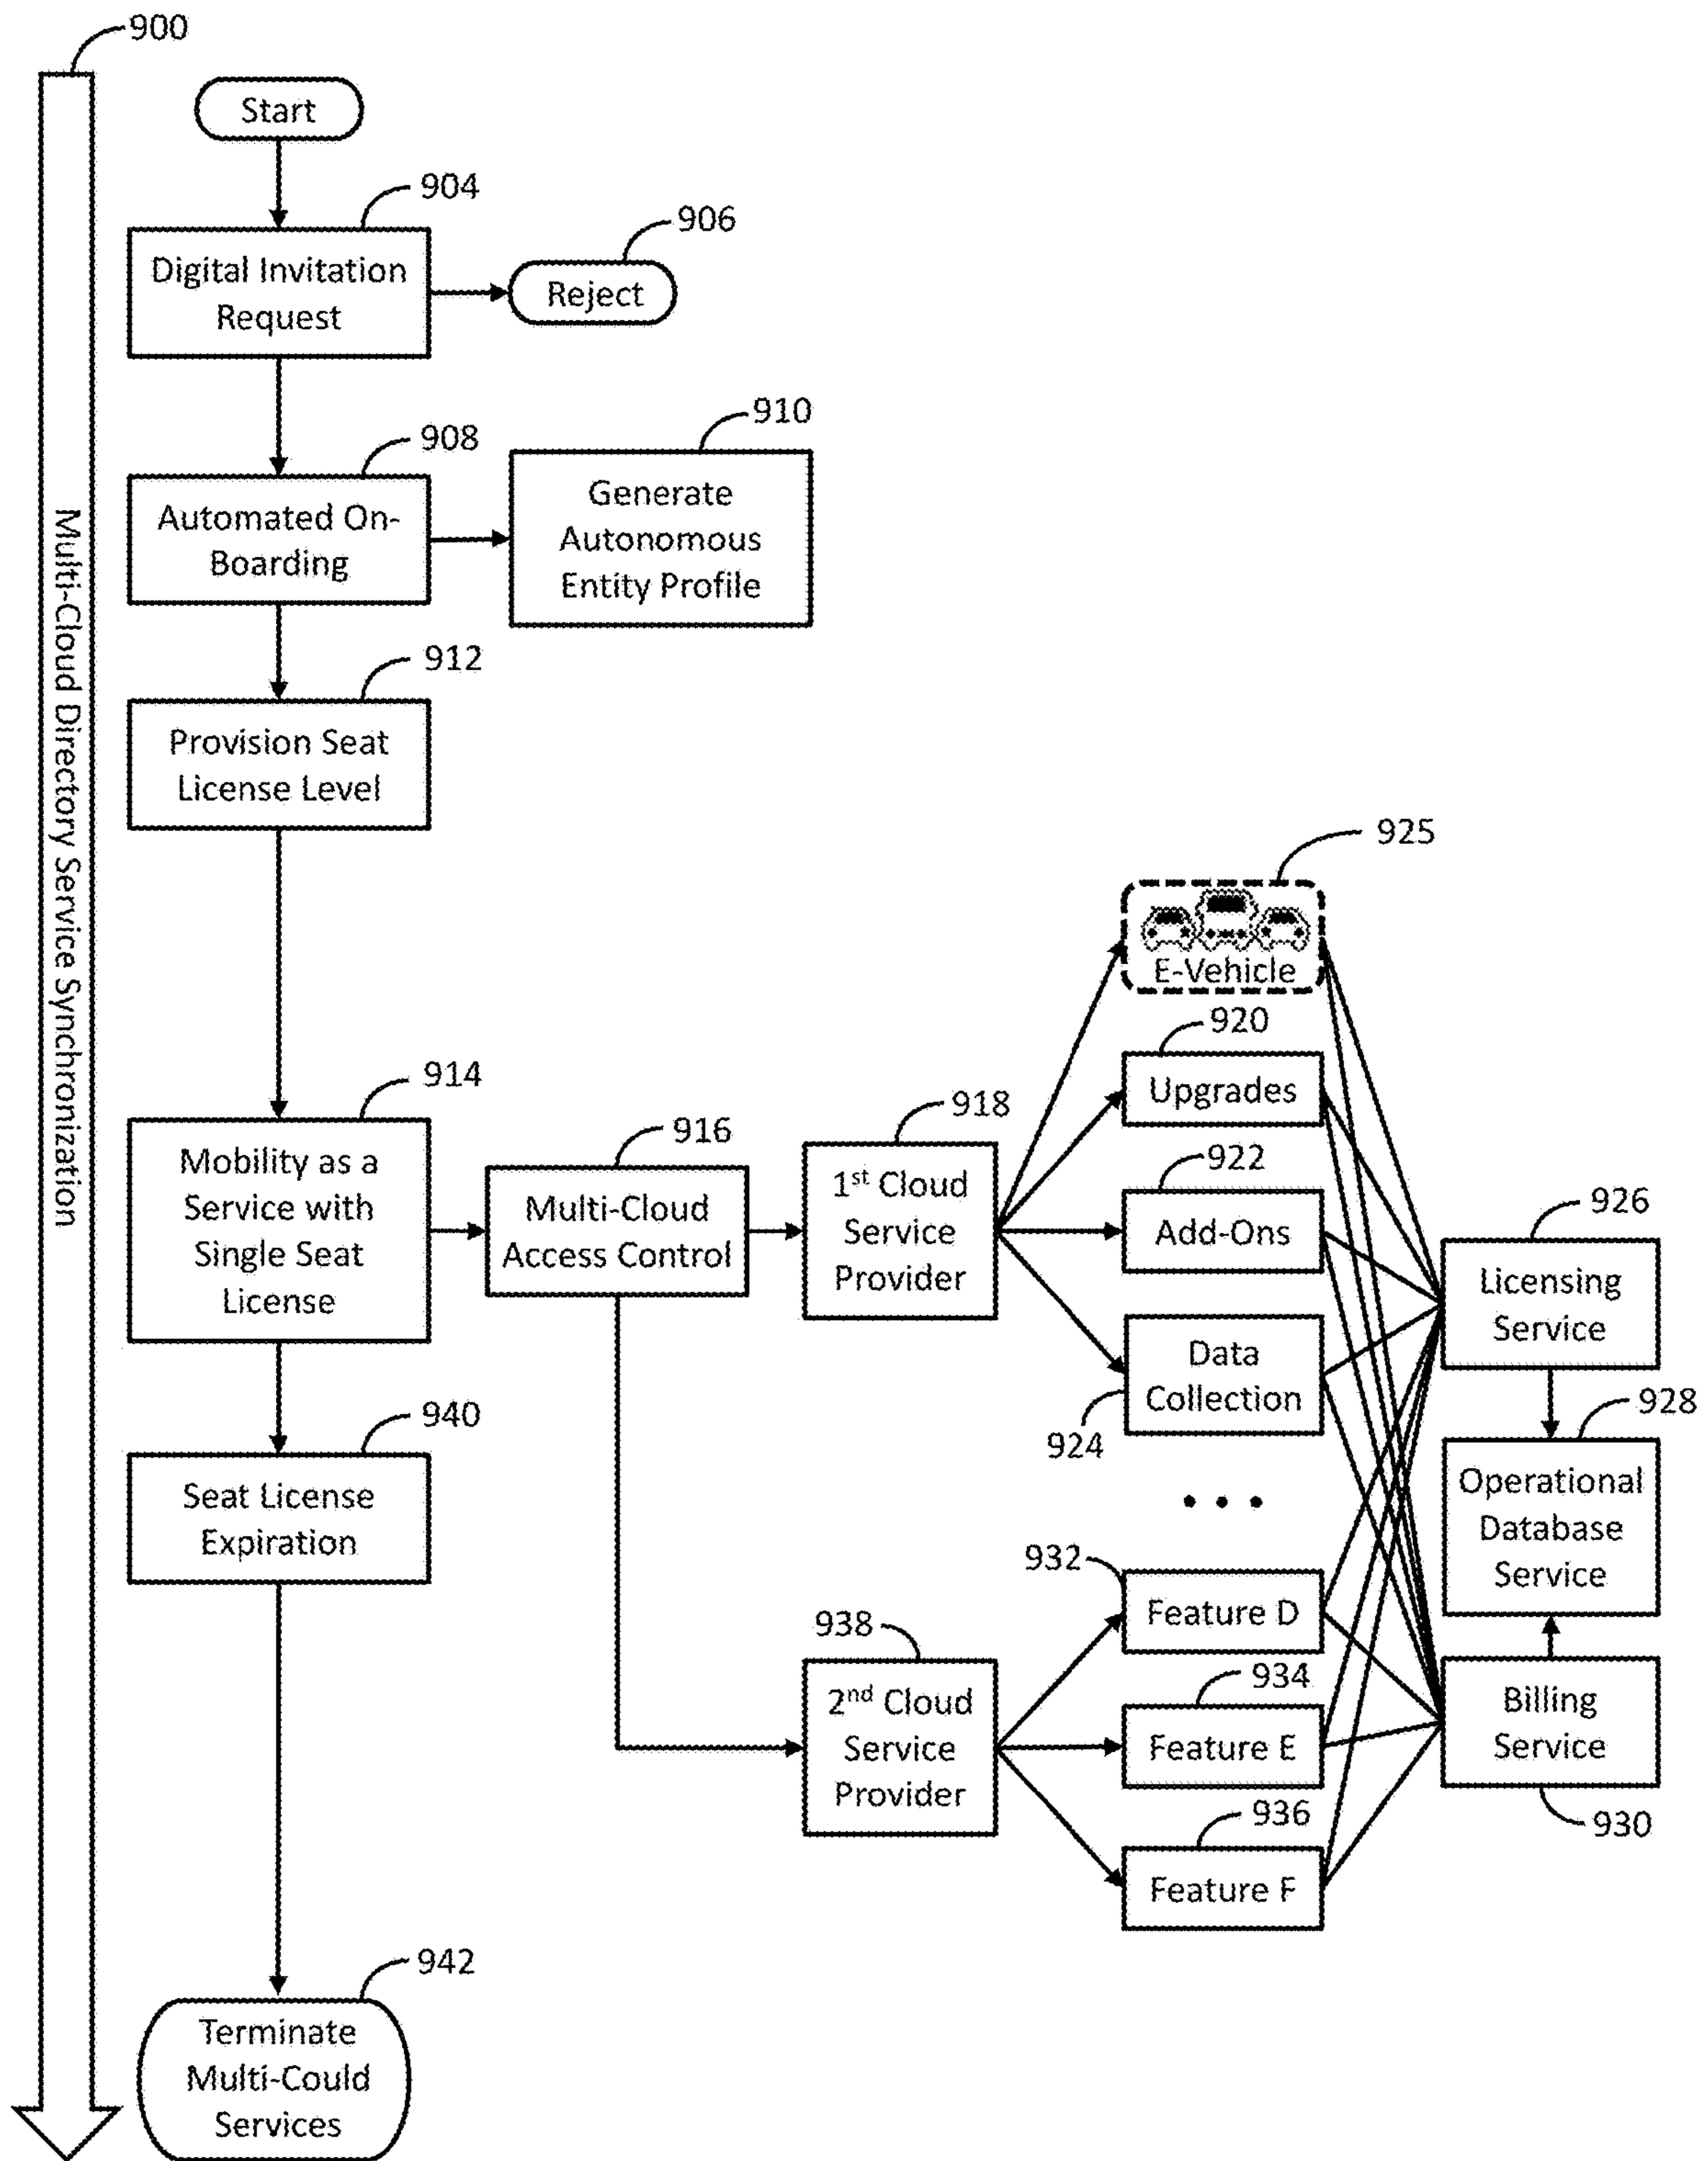 900
Start
904
Digital Invitation
Request
906
Reject
908
Automated On-
Boarding
910
Generate
Autonomous
Entity Profile
912
Provision Seat
License Level
Multi-Cloud Directory Service Synchronization
914
Mobility as a
Service with
Single Seat
License
916
Multi-Cloud
Access Control
918
1st Cloud
Service
Provider
925
E-Vehicle
920
Upgrades
922
Add-Ons
Data
Collection
924
926
Licensing
Service
928
Operational
Database
Service
Billing
Service
930
932
Feature D
934
Feature E
936
Feature F
938
2nd Cloud
Service
Provider
940
Seat License
Expiration
942
Terminate
Multi-Could
Services